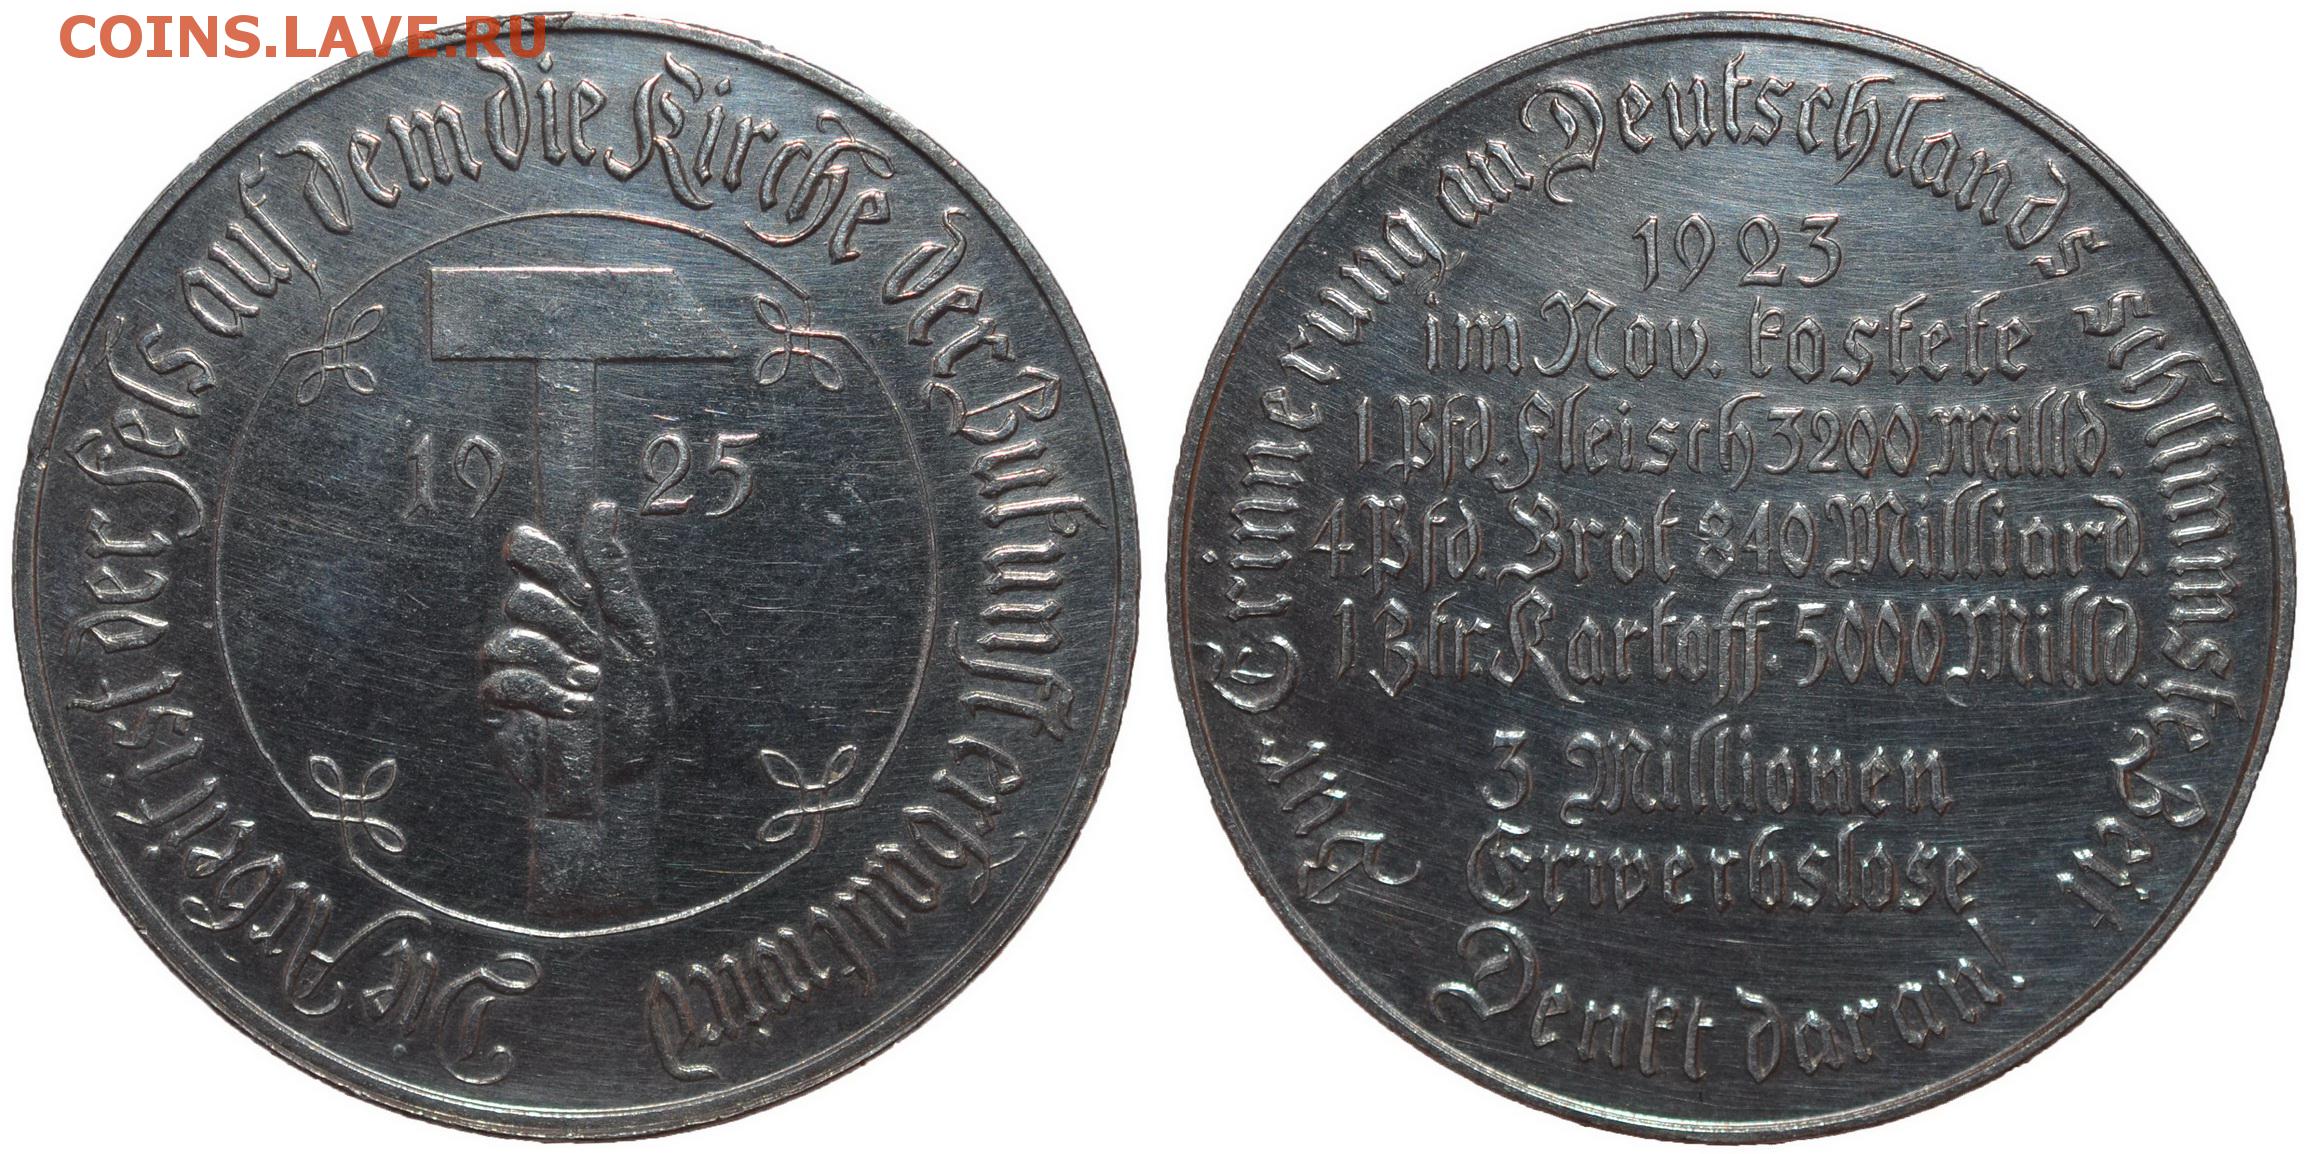 COINS.LAVE.RU
Die Arbeit ist der Fels auf dem die Kirche der Zukunft erbaut wird
1925
Zur Erinnerung an Deutschlands schlimmste Zeit
1923
im Nov. kostete
1 Pfd. Fleisch 3200 Milld.
4 Pfd. Brot 840 Milliard.
1 Ztr. Kartoff. 5000 Milld.
3 Millionen
Erwerbslose
Denkt daran!